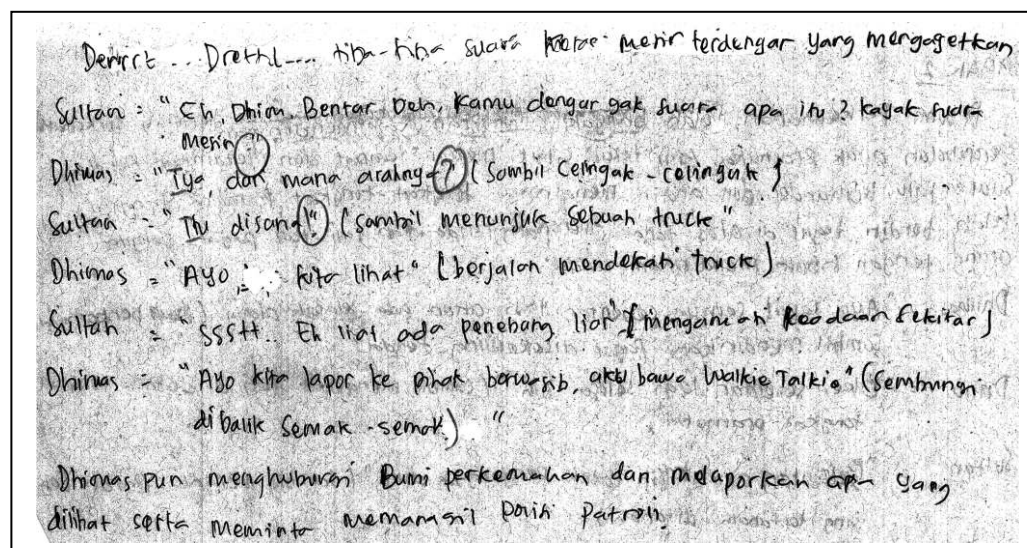 Derrrt ... Drettt.... tiba-tiba suara mesin terdengar yang mengagetkan
Sultan = "Eh, Dhim, Bentar Deh, Kamu dengar gak suara apa itu ? kayak suara
mesin."
Dhimas = "Iya, dari mana arahnya? (Sambil Celingak - celinguk)
Sultan = "Itu disana!" (sambil menunjuk sebuah truck"
Dhimas = "AYO, kita lihat" (berjalan mendekati truck)
Sultan = "ssstt.. Eh liat ada penebang liar" (mengamati keadaan sekitar)
Dhimas = "Ayo kita lapor ke pihak berwajib, aku bawa Walkie Talkie" (Sembunyi
dibalik semak -semak) "
Dhimas pun menghubungi Bumi perkemahan dan melaporkan apa yang
dilihat serta meminta memanggil Polisi Patroli.